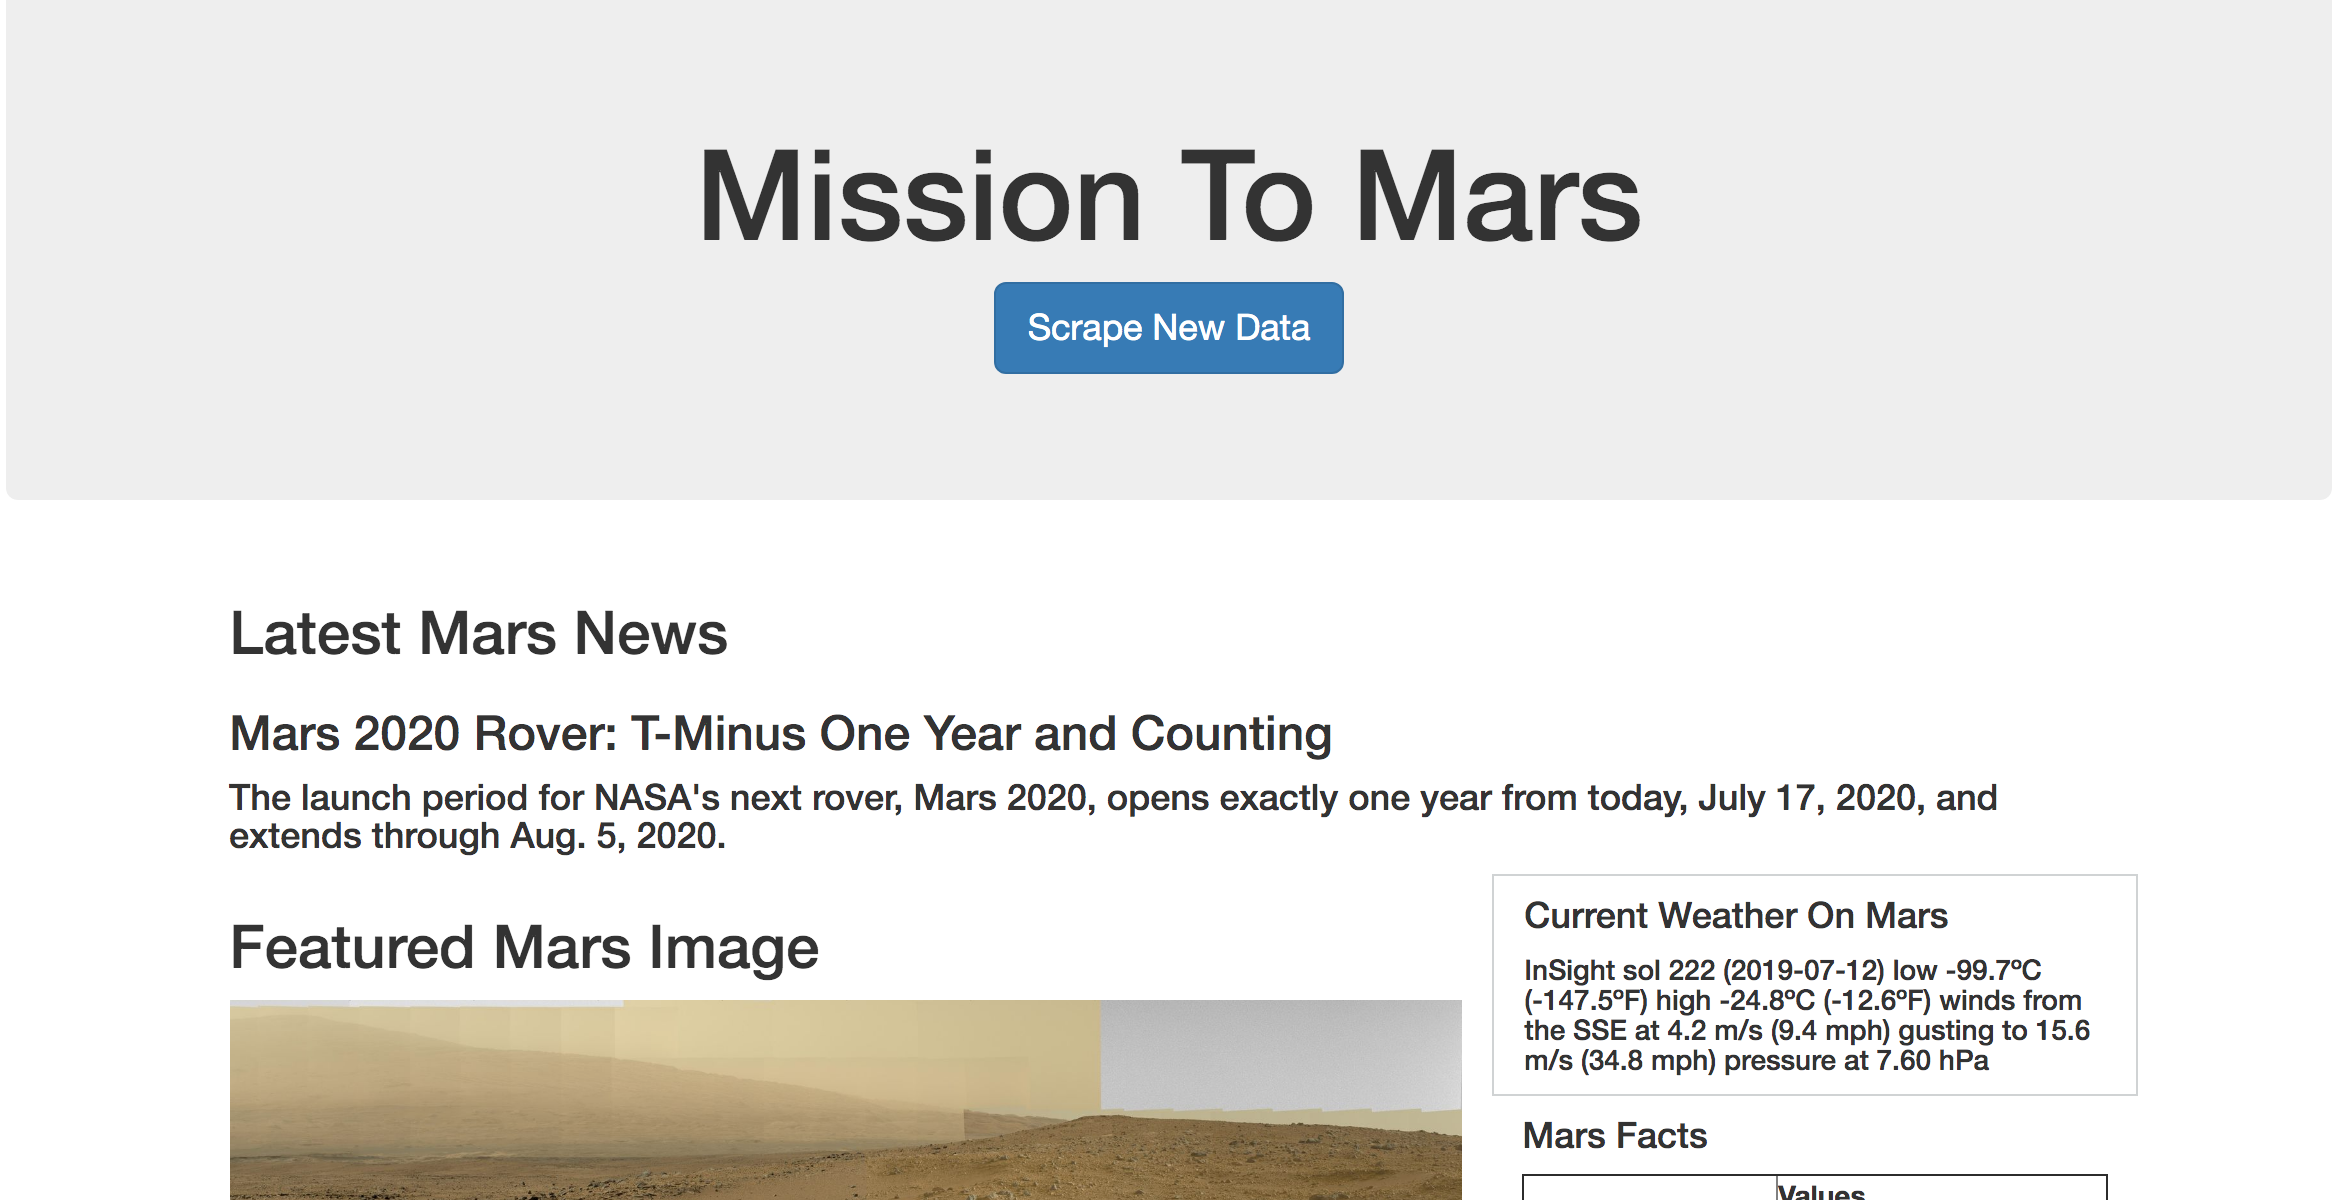 Mission To Mars
Scrape New Data
Latest Mars News
Mars 2020 Rover: T-Minus One Year and Counting
The launch period for NASA's next rover, Mars 2020, opens exactly one year from today, July 17, 2020, and
extends through Aug. 5, 2020.
Featured Mars Image
Current Weather On Mars
InSight sol 222 (2019-07-12) low -99.7ºC
(-147.5ºF) high -24.8ºC (-12.6ºF) winds from
the SSE at 4.2 m/s (9.4 mph) gusting to 15.6
m/s (34.8 mph) pressure at 7.60 hPa
Mars Facts
Values